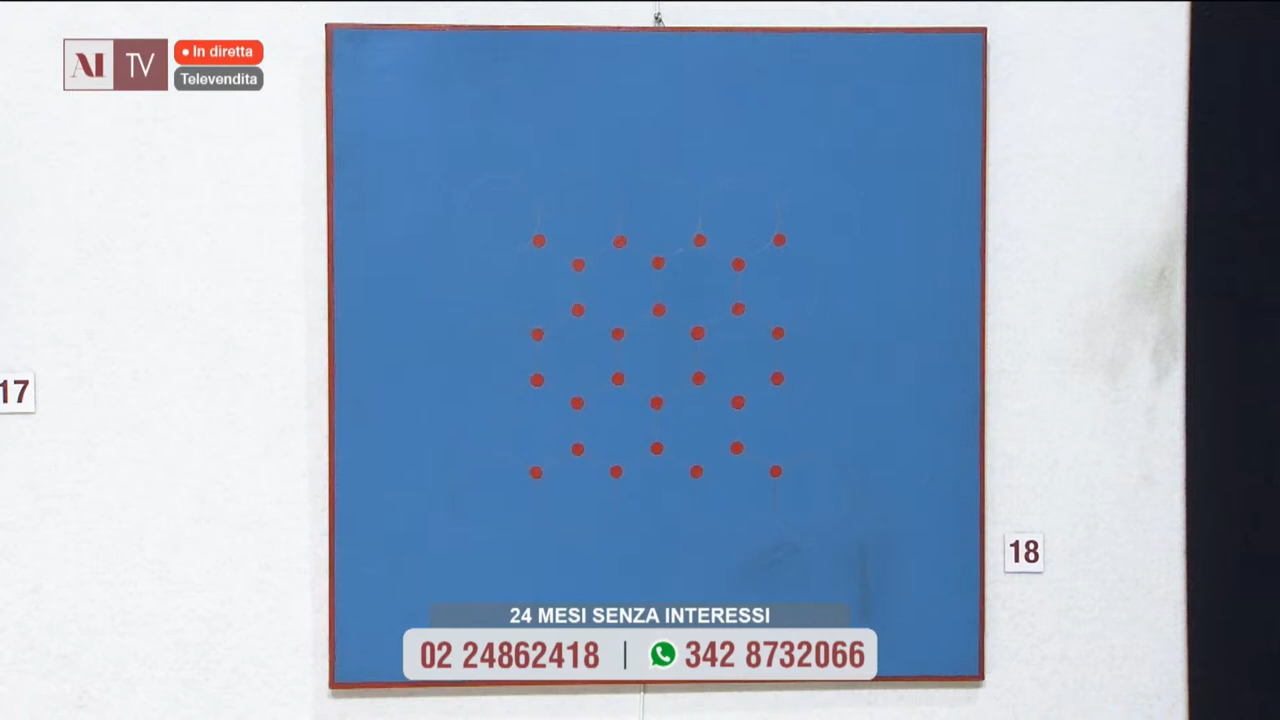 AI TV
In diretta
Televendita
17
18
24 MESI SENZA INTERESSI
02 24862418 | 342 8732066